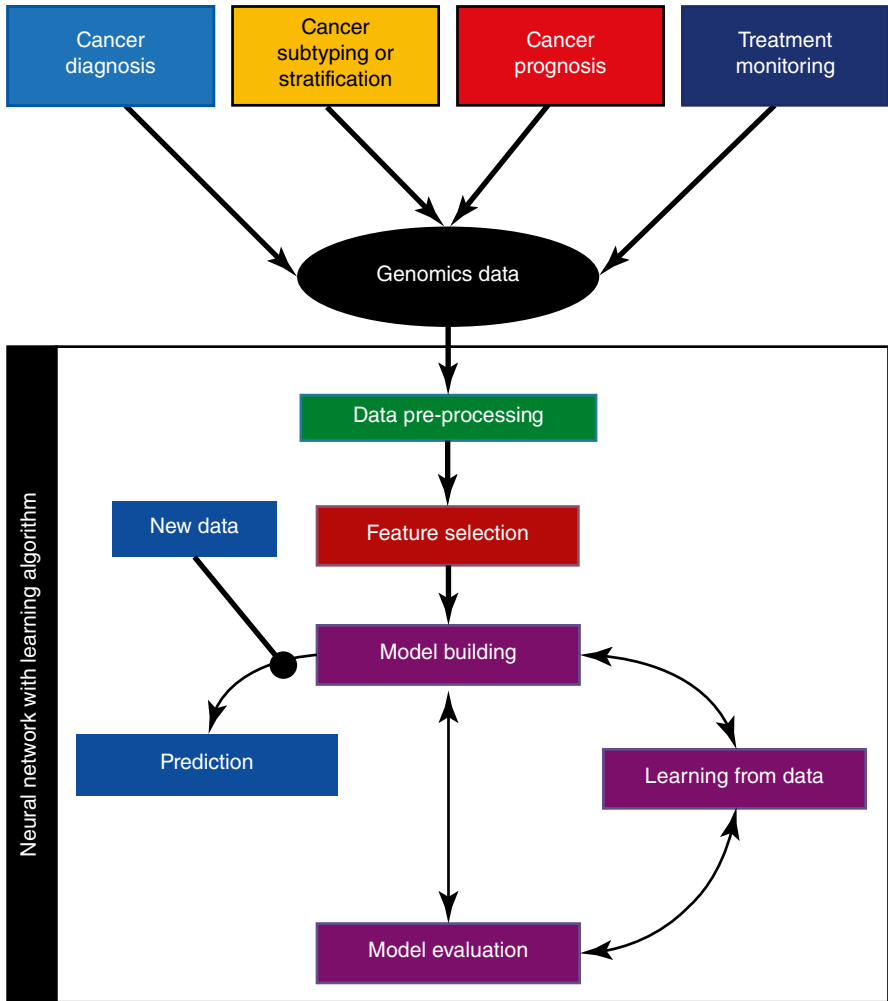 Cancer
diagnosis
Cancer
subtyping or
stratification
Cancer
prognosis
Treatment
monitoring
Genomics data
Neural network with learning algorithm
Data pre-processing
New data
Feature selection
Model building
Prediction
Learning from data
Model evaluation